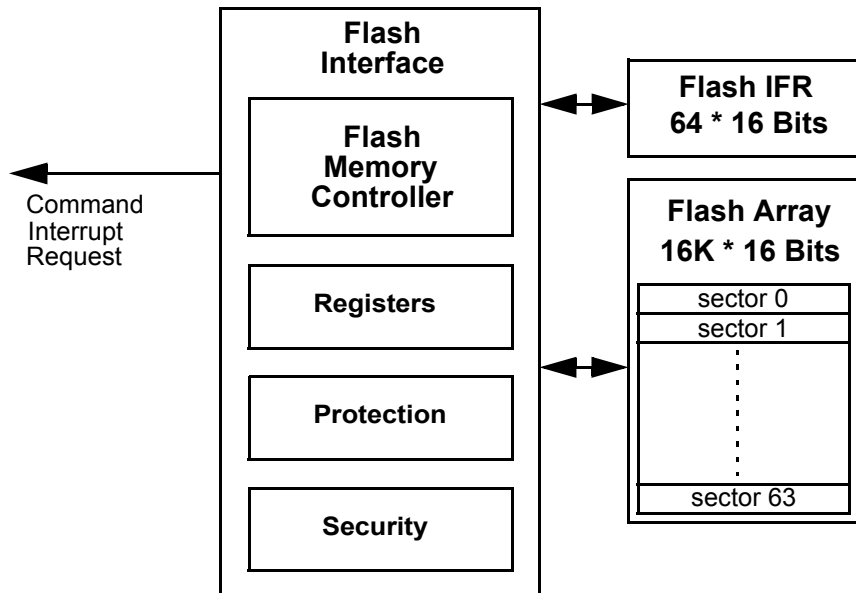 Flash
Interface
Flash
Memory
Controller
Registers
Protection
Security
Command
Interrupt
Request
Flash IFR
64 * 16 Bits
Flash Array
16K * 16 Bits
sector 0
sector 1
sector 63